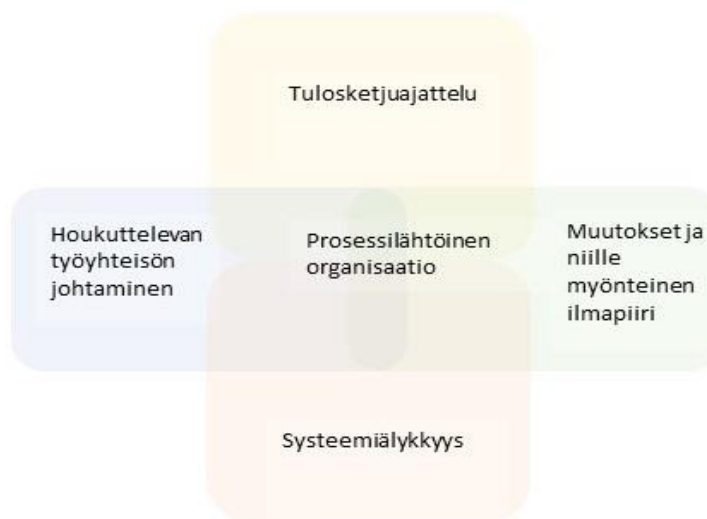 Tulosketjuajattelu
Houkuttelevan
työyhteisön
johtaminen
Prosessilähtöinen
organisaatio
Muutokset ja
niille
myönteinen
ilmapiiri
Systeemiälykkyys